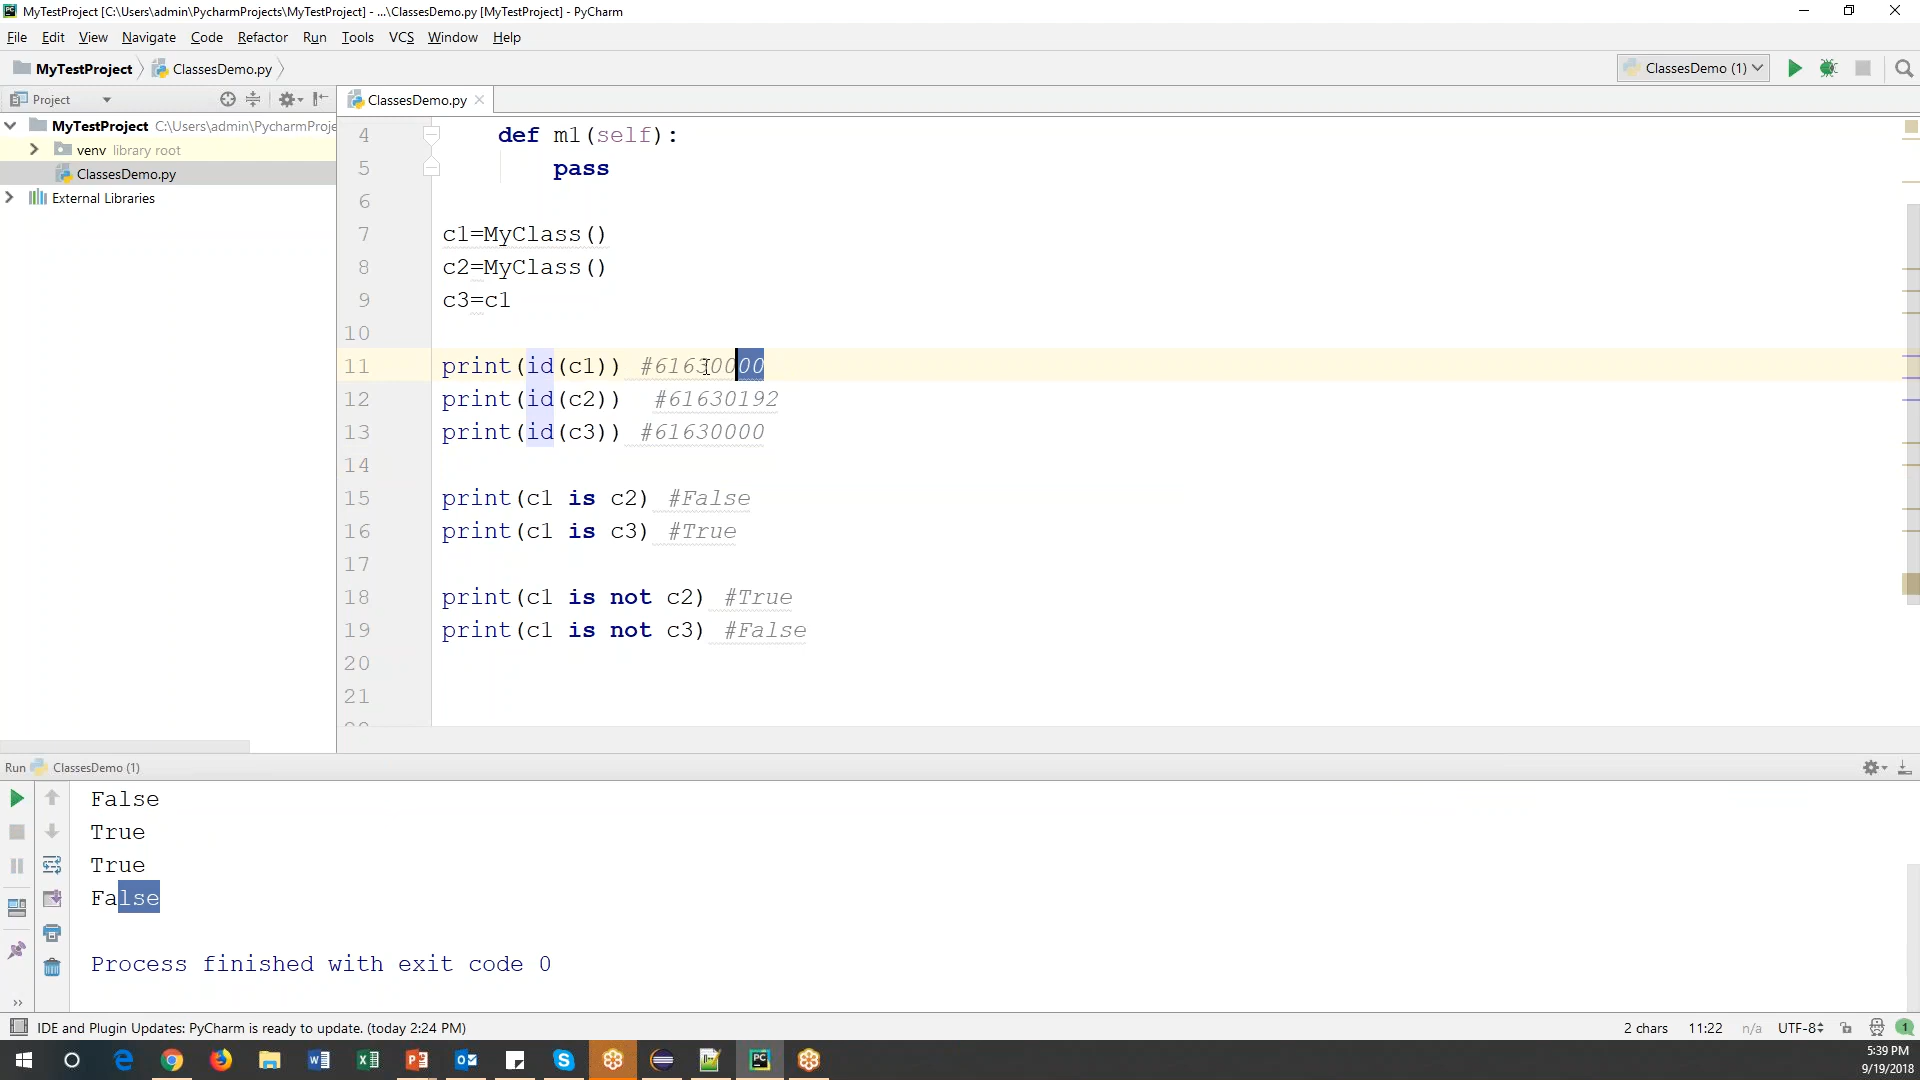 MyTestProject [C:\Users\admin\PycharmProjects\MyTestProject] - ...\ClassesDemo.py [MyTestProject] - PyCharm
File Edit View Navigate Code Refactor Run Tools VCS Window Help
MyTestProject ClassesDemo.py ClassesDemo (1)
Project ClassesDemo.py
MyTestProject C:\Users\admin\PycharmProje
venv library root
ClassesDemo.py
External Libraries
4 def m1(self):
5 pass
6
7 c1=MyClass()
8 c2=MyClass()
9 c3=c1
10
11 print(id(c1)) #61630000
12 print(id(c2)) #61630192
13 print(id(c3)) #61630000
14
15 print(c1 is c2) #False
16 print(c1 is c3) #True
17
18 print(c1 is not c2) #True
19 print(c1 is not c3) #False
20
21
Run ClassesDemo (1)
False
True
True
False
Process finished with exit code 0
IDE and Plugin Updates: PyCharm is ready to update. (today 2:24 PM) 2 chars 11:22 n/a UTF-8 1
5:39 PM
9/19/2018